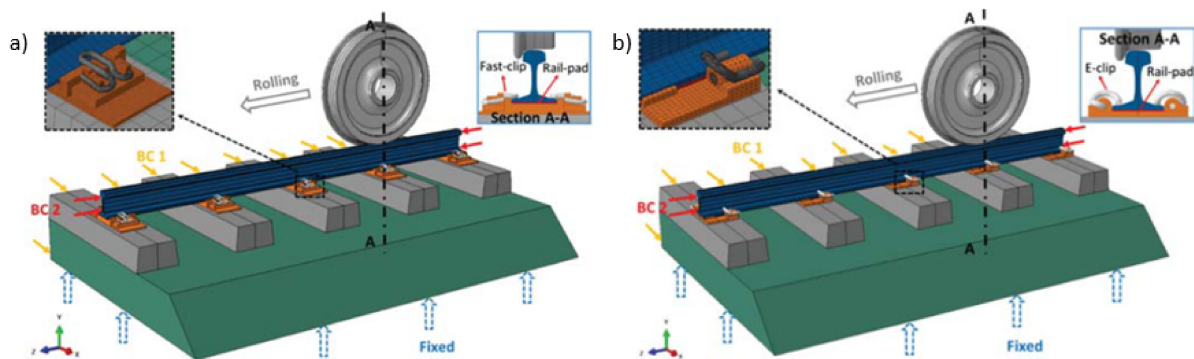 a)
A
Rolling
Fast-clip
Rail-pad
Section A-A
BC 1
BC 2
A
Fixed
Y
Z
X
b)
A
Rolling
Section A-A
E-clip
Rail-pad
BC 1
BC 2
A
Fixed
Y
Z
X